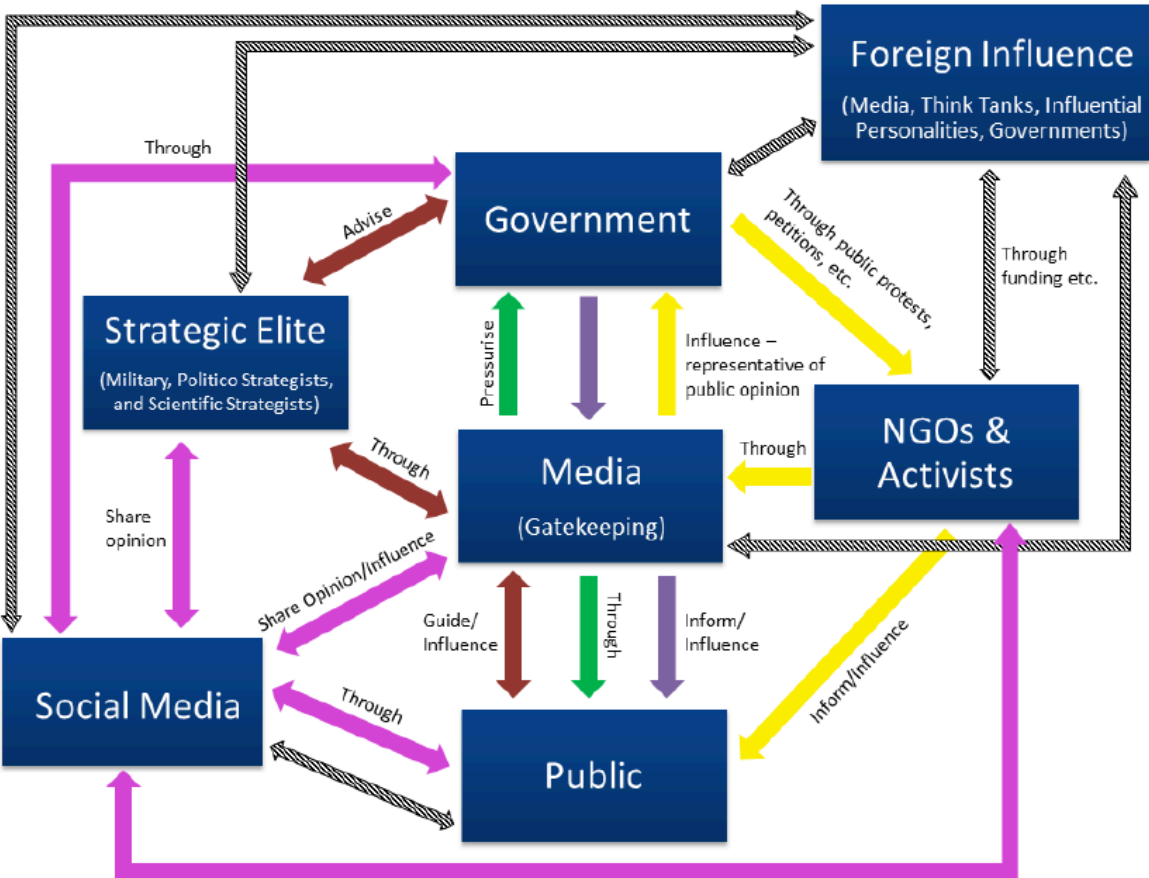 Foreign Influence
(Media, Think Tanks, Influential
Personalities, Governments)
Through
Government
Advise
Through public protests,
petitions, etc.
Through
funding etc.
Strategic Elite
(Military, Politico Strategists,
and Scientific Strategists)
Pressurise
Influence –
representative of
public opinion
NGOs &
Activists
Through
Through
Media
(Gatekeeping)
Share
opinion
Share Opinion/Influence
Guide/
Influence
Through
Inform/
Influence
Inform/Influence
Social Media
Through
Public